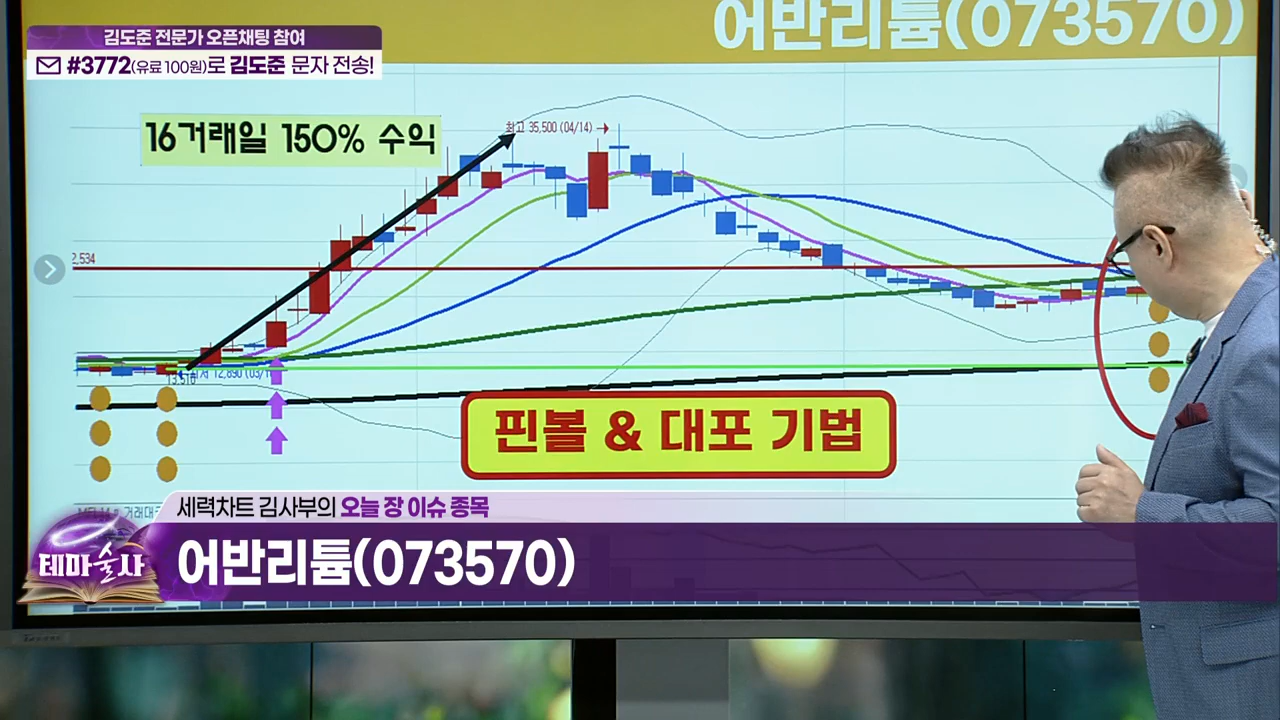 어반리튬(073570)
김도준 전문가 오픈채팅 참여
#3772(유료 100원)로 김도준 문자 전송!
16거래일 150% 수익
최고 35,500 (04/14)
2,534
12,890 (03/1
13,510
핀볼 & 대포 기법
세력차트 김사부의 오늘 장 이슈 종목
테마술사
어반리튬(073570)